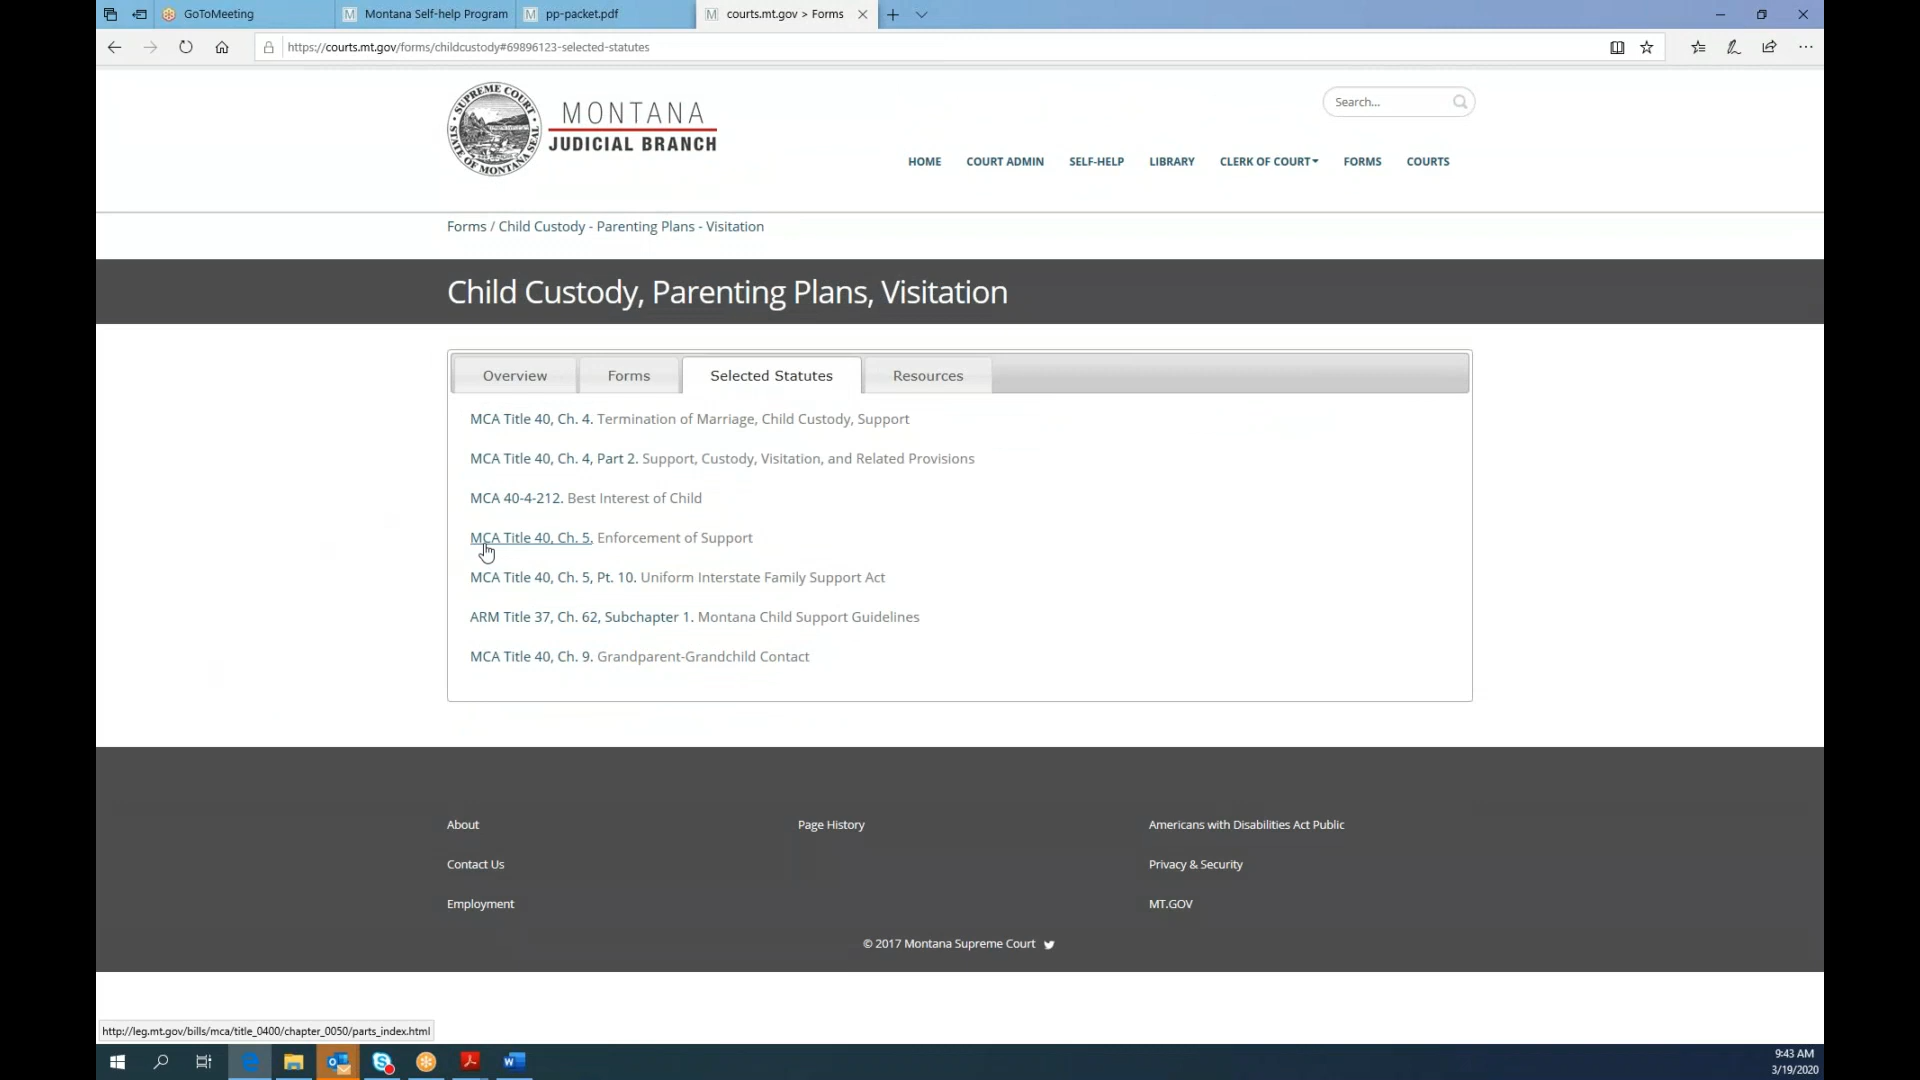 GoToMeeting
Montana Self-help Program
pp-packet.pdf
courts.mt.gov > Forms
https://courts.mt.gov/forms/childcustody#69896123-selected-statutes
SUPREME COURT
STATE OF MONTANA SEAL
MONTANA
JUDICIAL BRANCH
Search...
HOME COURT ADMIN SELF-HELP LIBRARY CLERK OF COURT FORMS COURTS
Forms / Child Custody - Parenting Plans - Visitation
Child Custody, Parenting Plans, Visitation
Overview Forms Selected Statutes Resources
MCA Title 40, Ch. 4. Termination of Marriage, Child Custody, Support
MCA Title 40, Ch. 4, Part 2. Support, Custody, Visitation, and Related Provisions
MCA 40-4-212. Best Interest of Child
MCA Title 40, Ch. 5. Enforcement of Support
MCA Title 40, Ch. 5, Pt. 10. Uniform Interstate Family Support Act
ARM Title 37, Ch. 62, Subchapter 1. Montana Child Support Guidelines
MCA Title 40, Ch. 9. Grandparent-Grandchild Contact
About Page History Americans with Disabilities Act Public
Contact Us Privacy & Security
Employment MT.GOV
© 2017 Montana Supreme Court
http://leg.mt.gov/bills/mca/title_0400/chapter_0050/parts_index.html
9:43 AM
3/19/2020